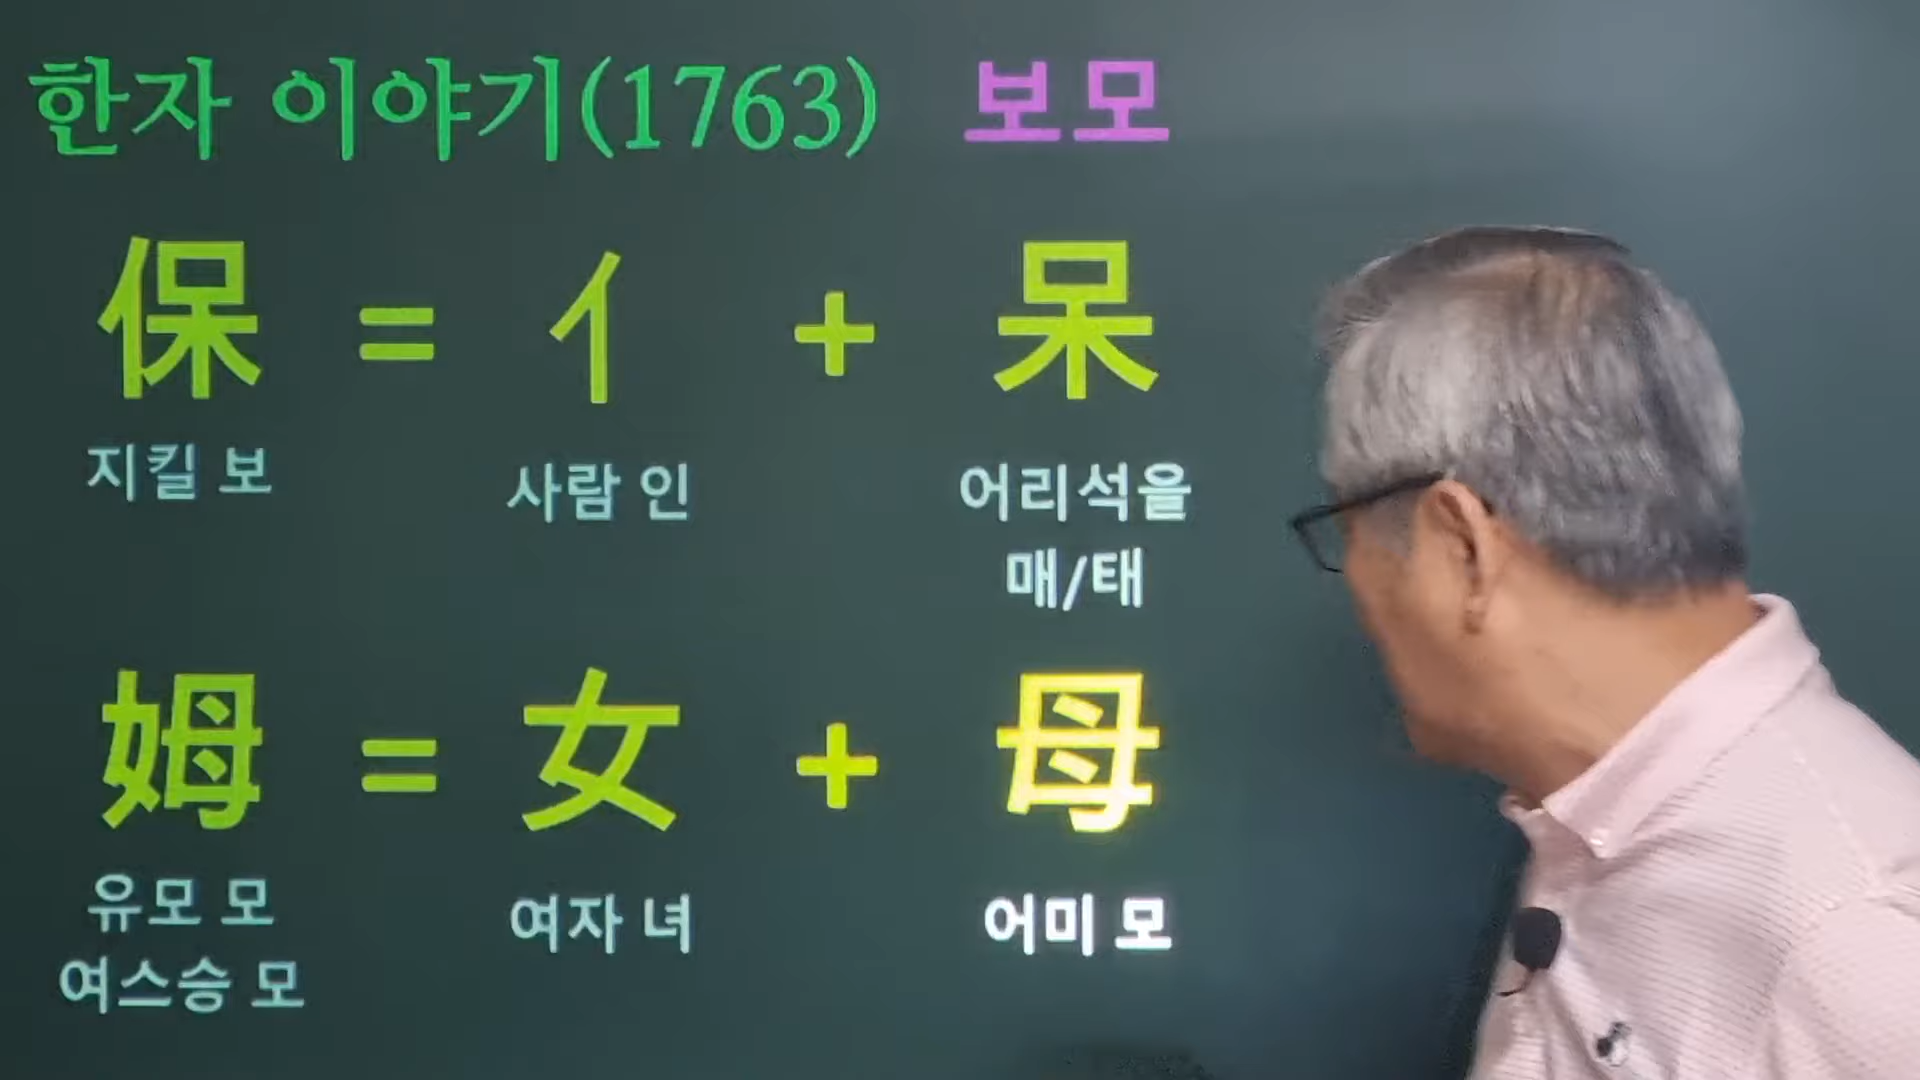 한자 이야기(1763) 보모
保 = 亻 + 呆
지킬 보 사람 인 어리석을
매/태
姆 = 女 + 母
유모 모 여자 녀 어미 모
여스승 모